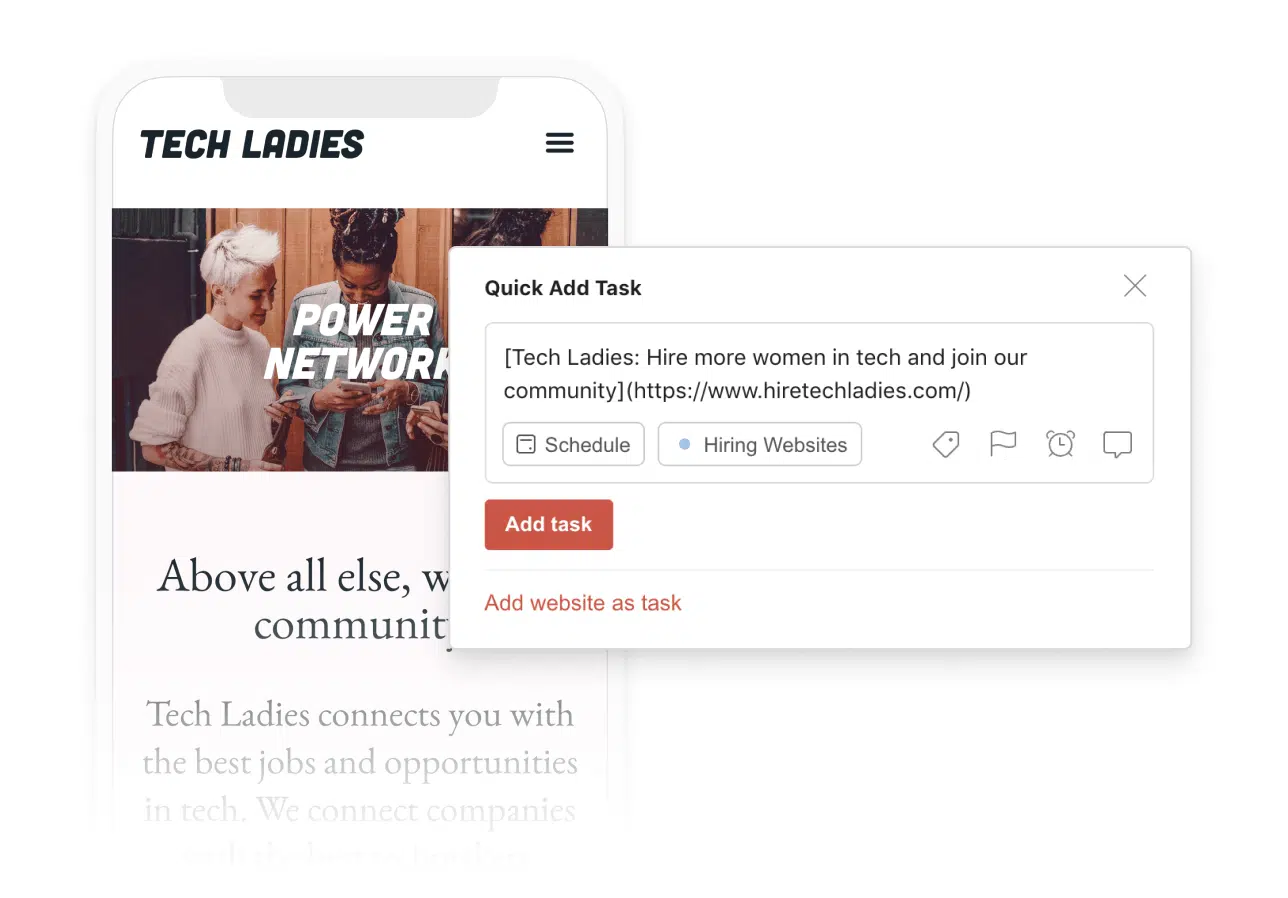 TECH LADIES
POWER
NETWORK
Above all else, w
community
Tech Ladies connects you with
the best jobs and opportunities
in tech. We connect companies
Quick Add Task
[Tech Ladies: Hire more women in tech and join our
community](https://www.hiretechladies.com/)
Schedule
Hiring Websites
Add task
Add website as task